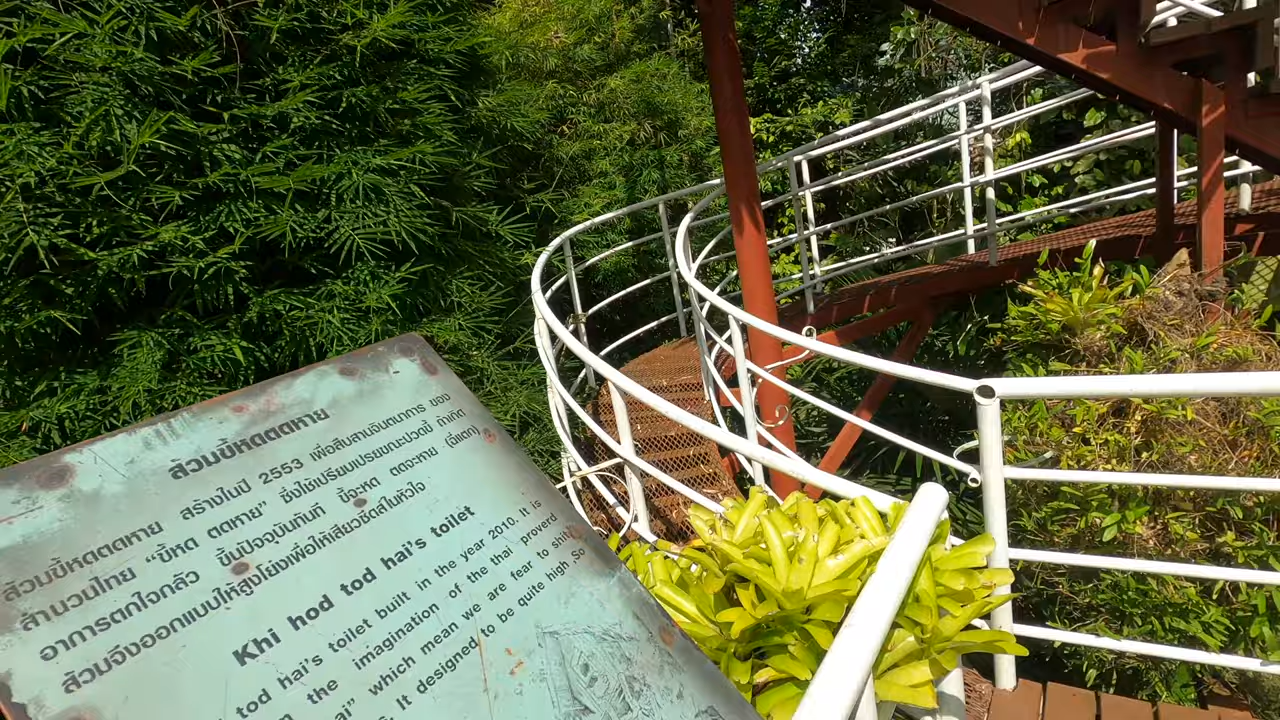 ส้วมขี้หดตดหาย
ส้วมขี้หดตดหาย สร้างในปี 2553 เพื่อสืบสานจินตนาการ ของ
สำนวนไทย "ขี้หด ตดหาย" ซึ่งใช้เปรียบเปรยขณะปวดขี้ ถ้าเกิด
อาการตกใจกลัว ขึ้นปัจจุบันทันที ขี้จะหด ตดจะหาย (ขี้แตก)
ส้วมจึงออกแบบให้สูงโย่งเพื่อให้เสียวซี๊ดส์ในหัวใจ
Khi hod tod hai's toilet
tod hai's toilet built in the year 2010. It is
the imagination of the thai proverd
ai" which mean we are fear to shit
. It designed to be quite high so